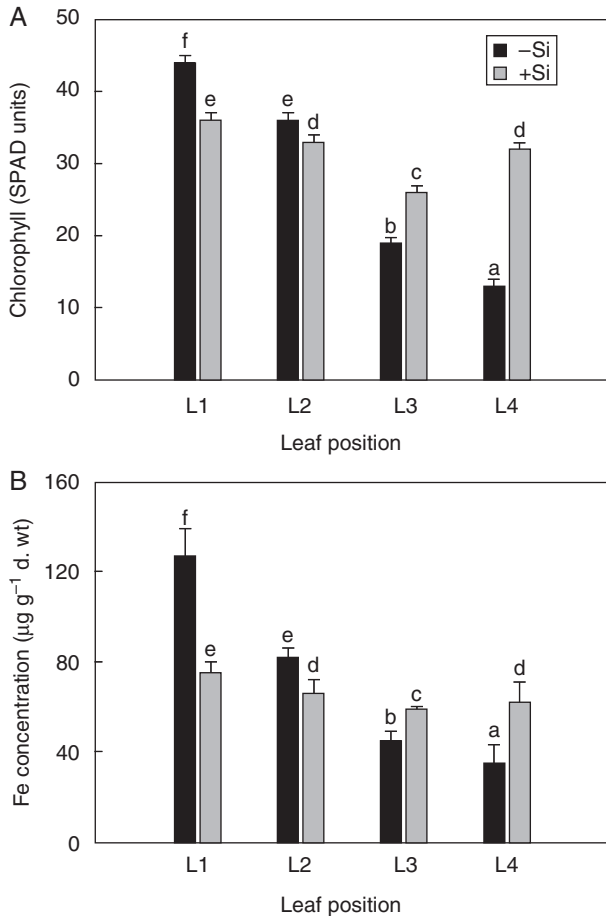 A
Chlorophyll (SPAD units)
50
40
30
20
10
0
–Si
+Si
f
e
e
d
b
c
a
d
L1 L2 L3 L4
Leaf position
B
Fe concentration (µg g⁻¹ d. wt)
160
120
80
40
0
f
e
e
d
b
c
a
d
L1 L2 L3 L4
Leaf position